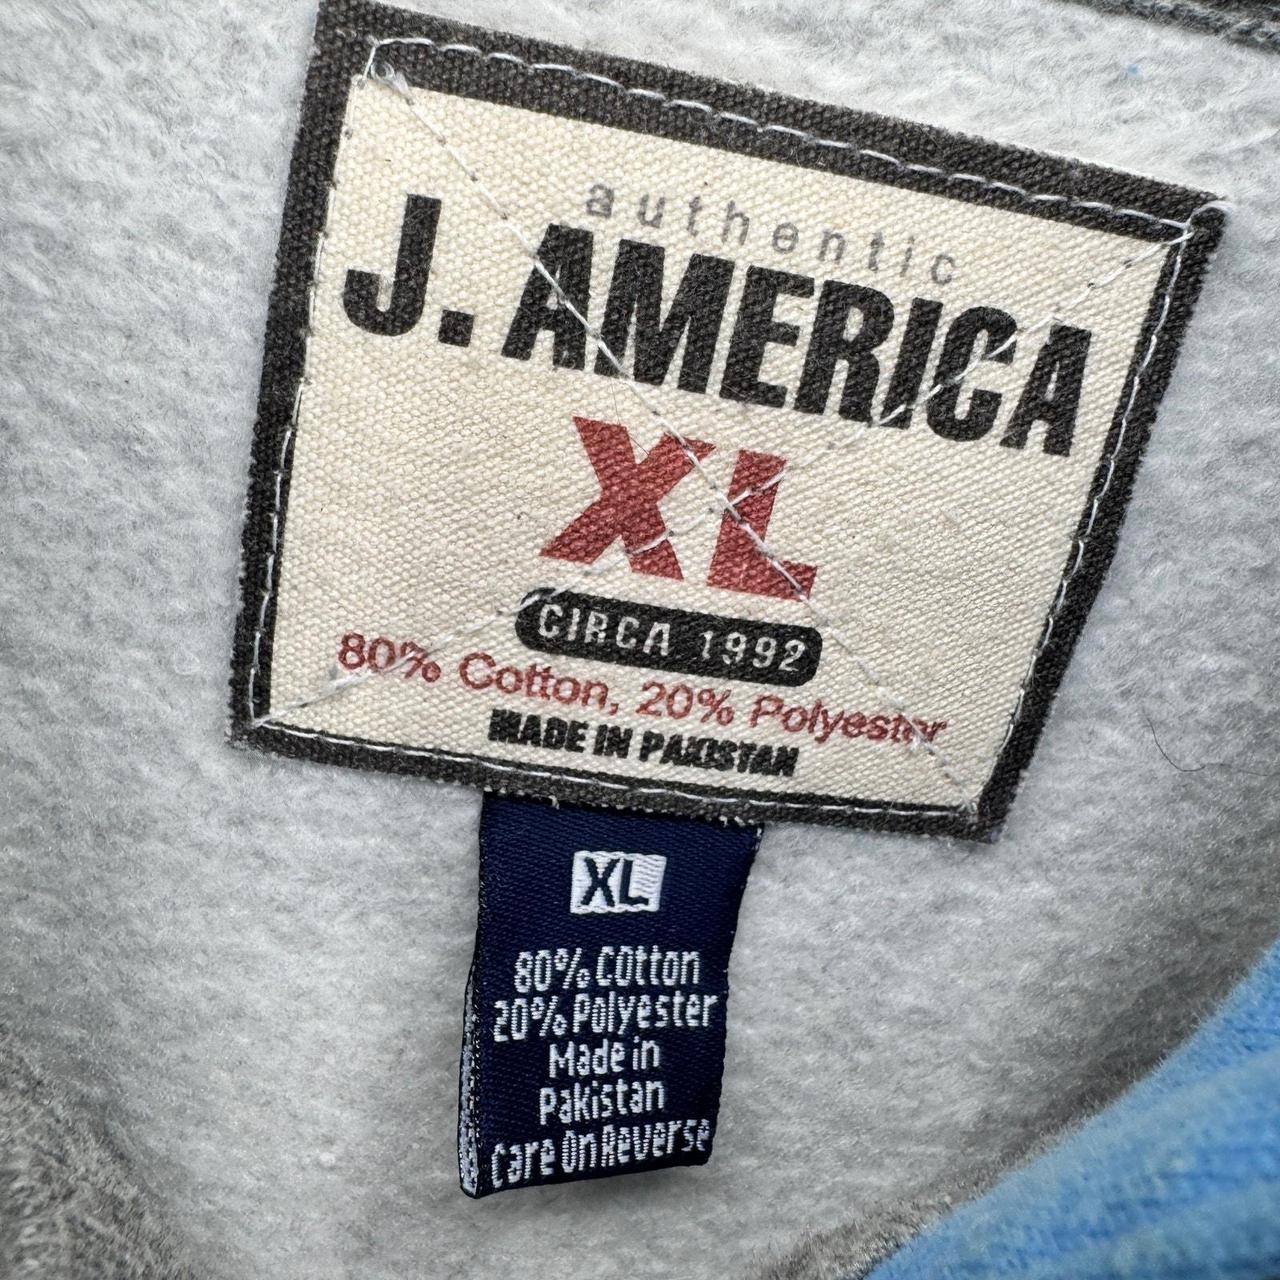 authentic
J. AMERICA
XL
CIRCA 1992
80% Cotton, 20% Polyester
MADE IN PAKISTAN
XL
80% COtton
20% Polyester
Made in
Pakistan
Care On Reverse